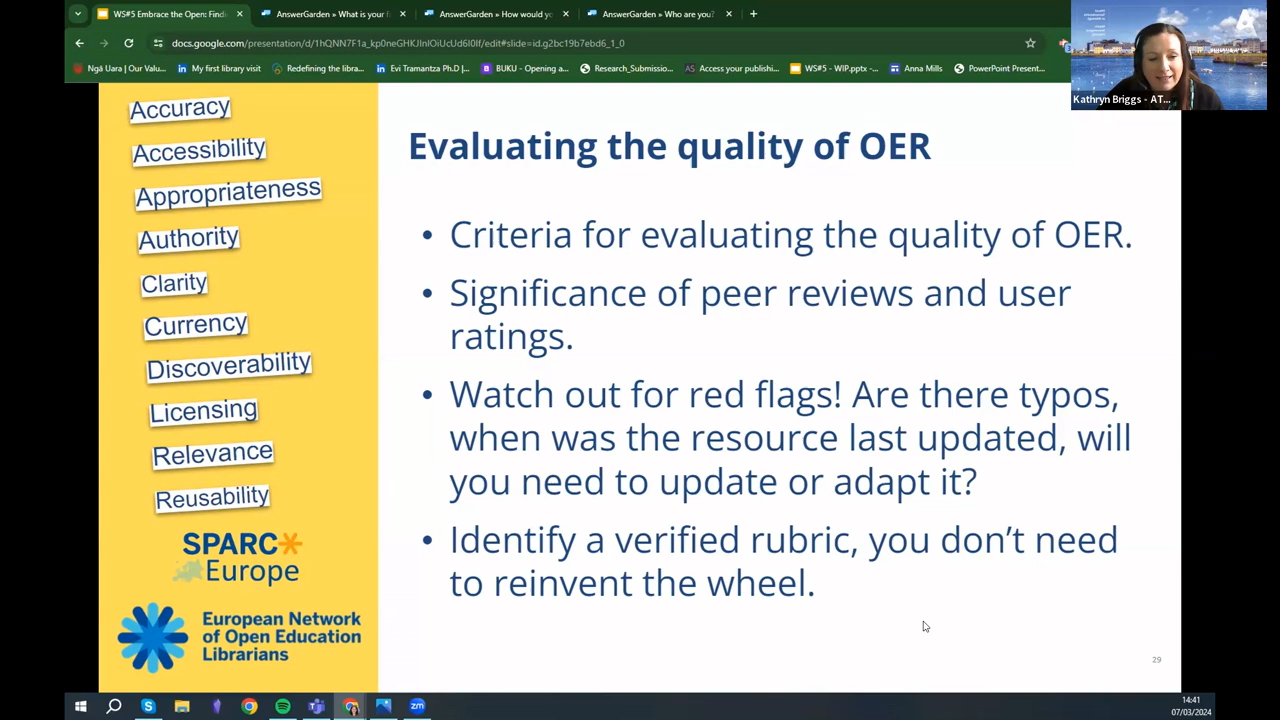 WS#5 Embrace the Open: Findi
AnswerGarden » What is your f
AnswerGarden » How would yo
AnswerGarden » Who are you?
docs.google.com/presentation/d/1hQNN7F1a_kp0neGHKJInIOiUcUd6I0lf/edit#slide=id.g2bc19b7ebd6_1_0
Ngā Uara | Our Valu...
My first library visit
Redefining the libra...
Evi Tramantza Ph.D |...
BUKU - Opening a...
Research_Submissio...
Access your publishi...
WS#5 - WIP.pptx -...
Anna Mills
PowerPoint Present...
Kathryn Briggs - AT...
Accuracy
Accessibility
Appropriateness
Authority
Clarity
Currency
Discoverability
Licensing
Relevance
Reusability
SPARC
Europe
European Network
of Open Education
Librarians
Evaluating the quality of OER
• Criteria for evaluating the quality of OER.
• Significance of peer reviews and user
ratings.
• Watch out for red flags! Are there typos,
when was the resource last updated, will
you need to update or adapt it?
• Identify a verified rubric, you don't need
to reinvent the wheel.
29
14:41
07/03/2024